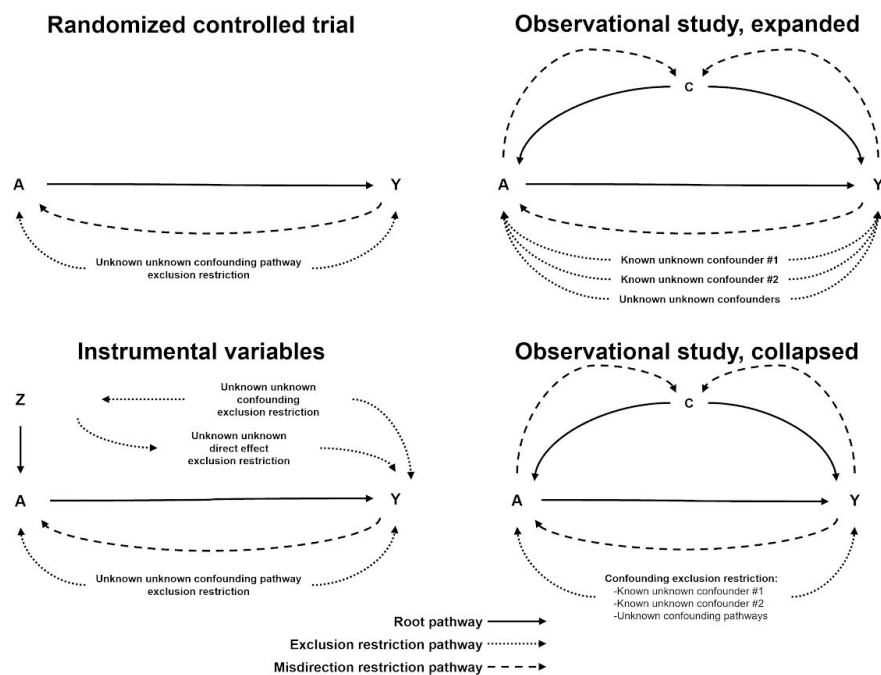 Randomized controlled trial
A
Y
Unknown unknown confounding pathway
exclusion restriction
Observational study, expanded
C
A
Y
Known unknown confounder #1
Known unknown confounder #2
Unknown unknown confounders
Instrumental variables
Z
Unknown unknown
confounding
exclusion restriction
Unknown unknown
direct effect
exclusion restriction
A
Y
Unknown unknown confounding pathway
exclusion restriction
Observational study, collapsed
C
A
Y
Confounding exclusion restriction:
-Known unknown confounder #1
-Known unknown confounder #2
-Unknown confounding pathways
Root pathway
Exclusion restriction pathway
Misdirection restriction pathway